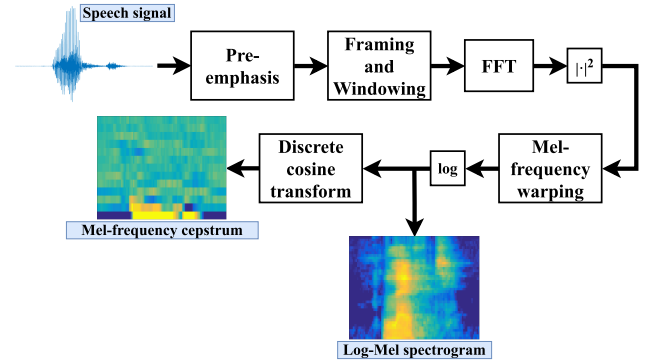 Speech signal
Pre-
emphasis
Framing
and
Windowing
FFT
|·|²
Mel-
frequency
warping
log
Discrete
cosine
transform
Mel-frequency cepstrum
Log-Mel spectrogram